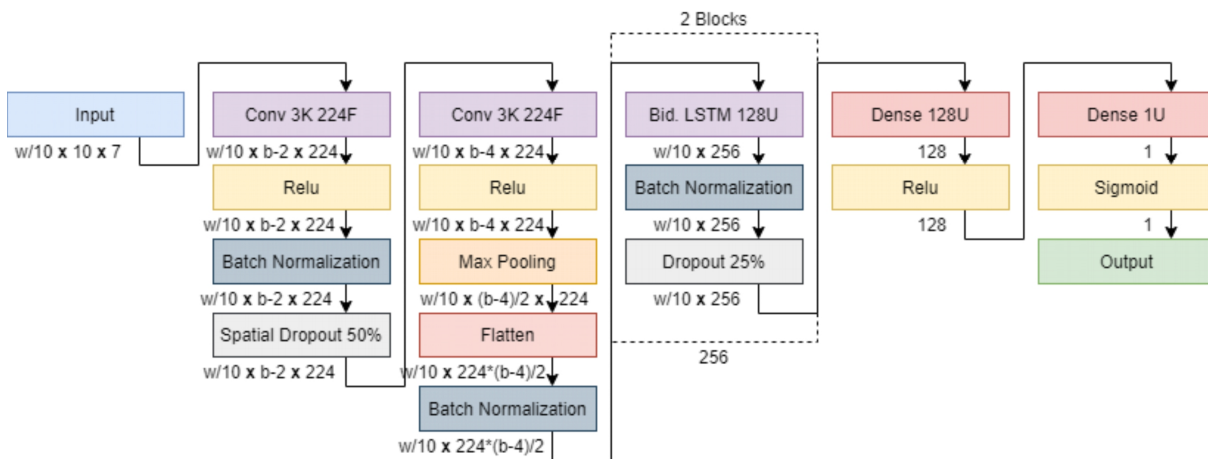 2 Blocks
Input
w/10 x 10 x 7
Conv 3K 224F
w/10 x b-2 x 224
Relu
w/10 x b-2 x 224
Batch Normalization
w/10 x b-2 x 224
Spatial Dropout 50%
w/10 x b-2 x 224
Conv 3K 224F
w/10 x b-4 x 224
Relu
w/10 x b-4 x 224
Max Pooling
w/10 x (b-4)/2 x 224
Flatten
w/10 x 224*(b-4)/2
Batch Normalization
w/10 x 224*(b-4)/2
Bid. LSTM 128U
w/10 x 256
Batch Normalization
w/10 x 256
Dropout 25%
w/10 x 256
256
Dense 128U
128
Relu
128
Dense 1U
1
Sigmoid
1
Output